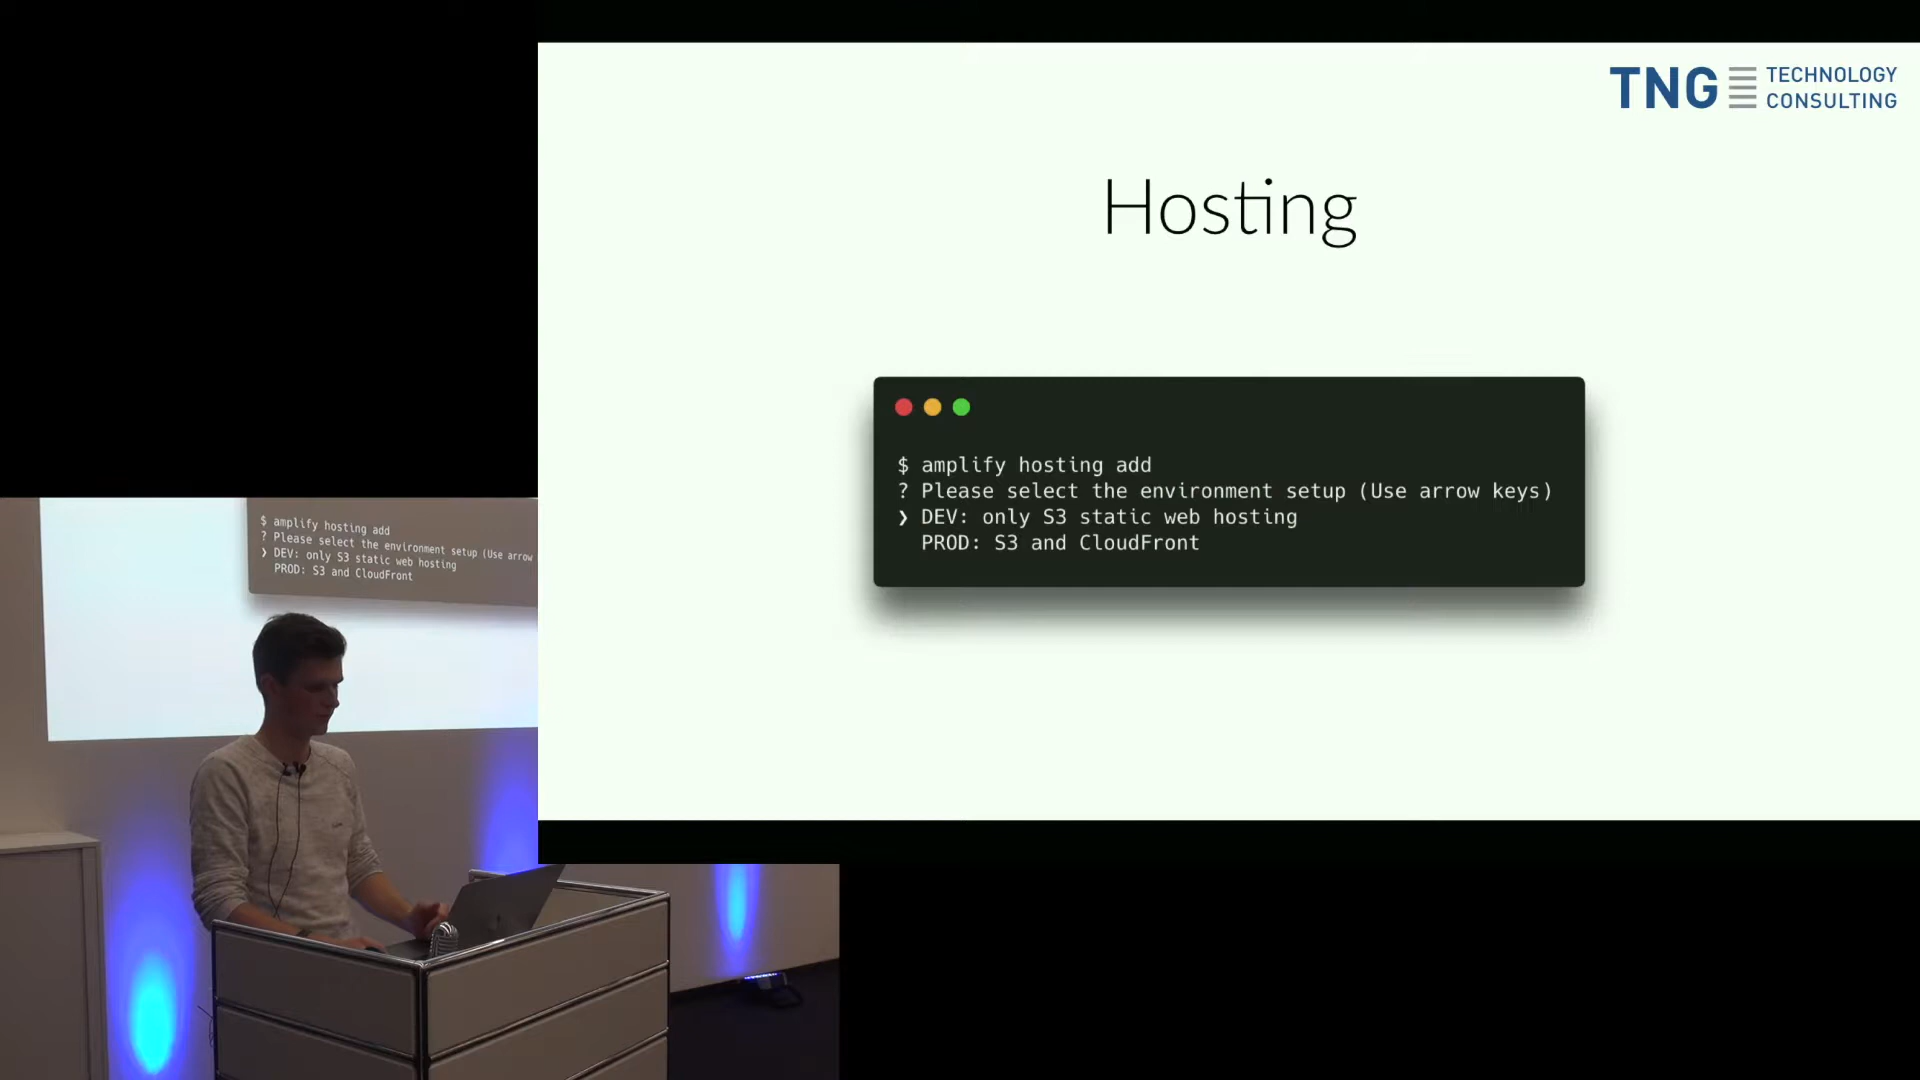 TNG TECHNOLOGY
CONSULTING
Hosting
$ amplify hosting add
? Please select the environment setup (Use arrow keys)
❯ DEV: only S3 static web hosting
PROD: S3 and CloudFront
$ amplify hosting add
? Please select the environment setup (Use arrow
❯ DEV: only S3 static web hosting
PROD: S3 and CloudFront